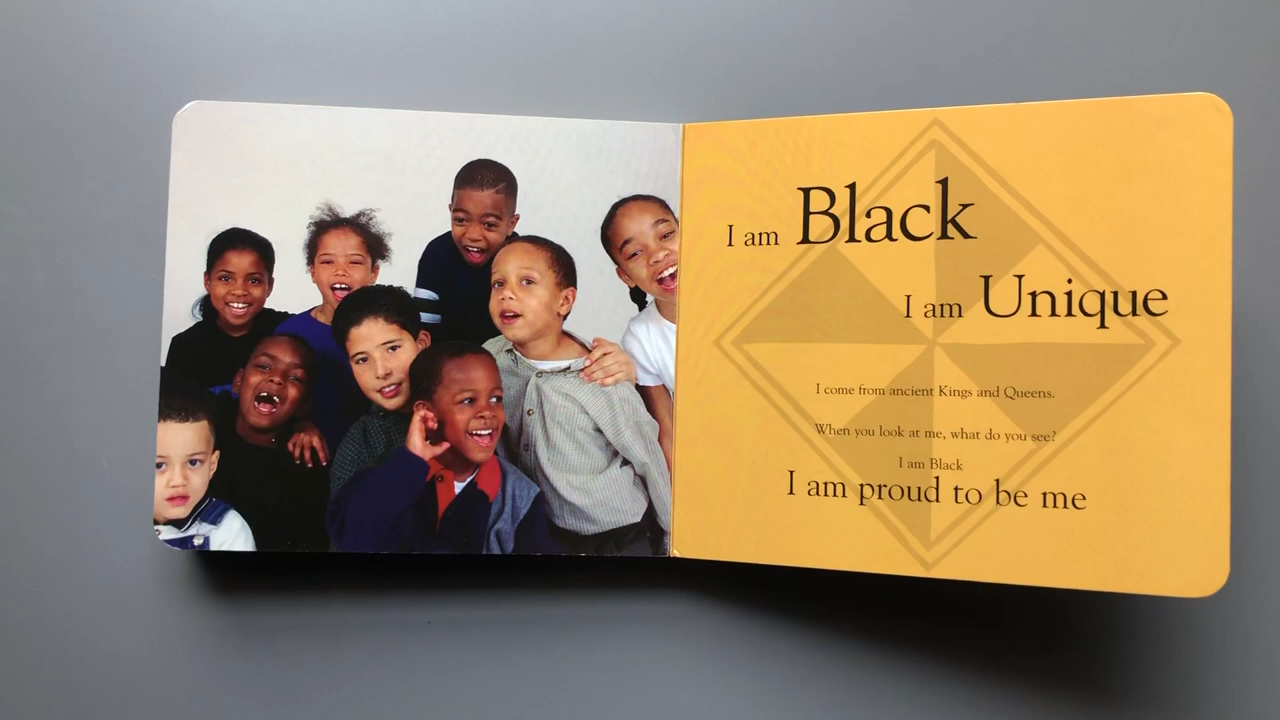 I am Black
I am Unique
I come from ancient Kings and Queens.
When you look at me, what do you see?
I am Black
I am proud to be me